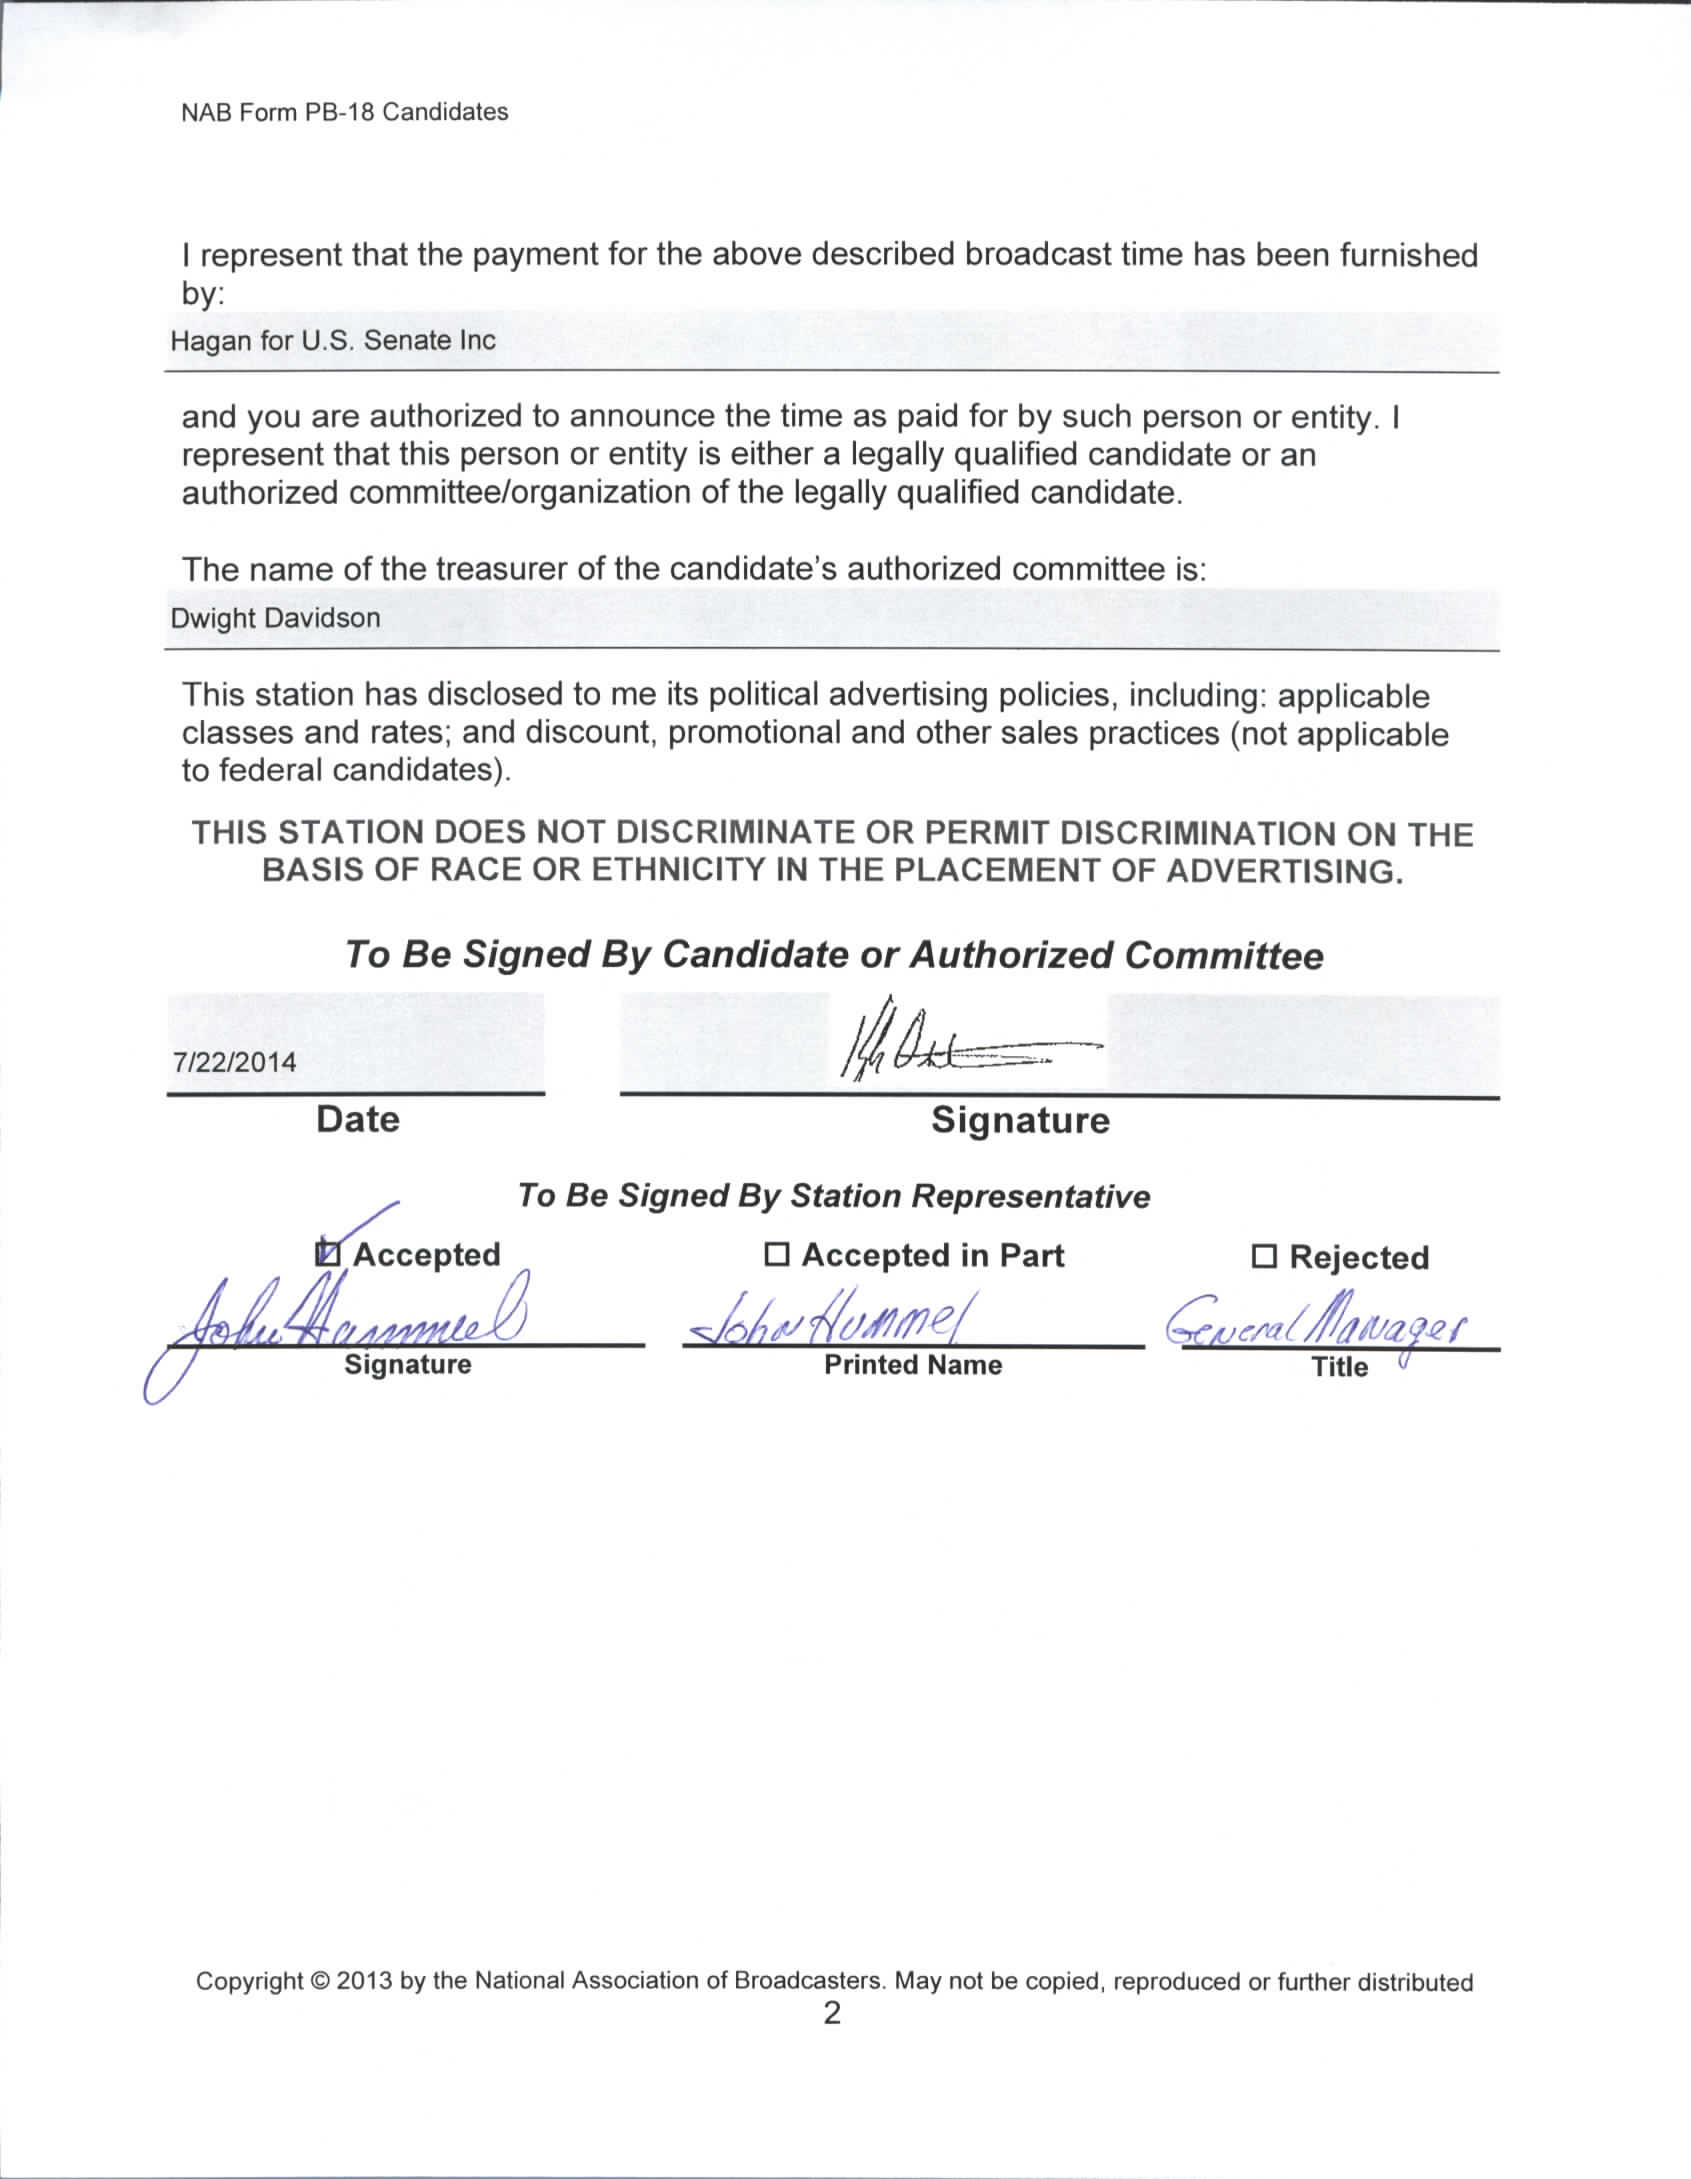 NAB Form PB-18 Candidates
I represent that the payment for the above described broadcast time has been furnished
by:
Hagan for U.S. Senate Inc
and you are authorized to announce the time as paid for by such person or entity. I
represent that this person or entity is either a legally qualified candidate or an
authorized committee/organization of the legally qualified candidate.
The name of the treasurer of the candidate's authorized committee is:
Dwight Davidson
This station has disclosed to me its political advertising policies, including: applicable
classes and rates; and discount, promotional and other sales practices (not applicable
to federal candidates).
THIS STATION DOES NOT DISCRIMINATE OR PERMIT DISCRIMINATION ON THE
BASIS OF RACE OR ETHNICITY IN THE PLACEMENT OF ADVERTISING.
To Be Signed By Candidate or Authorized Committee
7/22/2014
Date Signature
To Be Signed By Station Representative
Accepted Accepted in Part Rejected
John Hummel John Hummel General Manager
Signature Printed Name Title
Copyright © 2013 by the National Association of Broadcasters. May not be copied, reproduced or further distributed
2